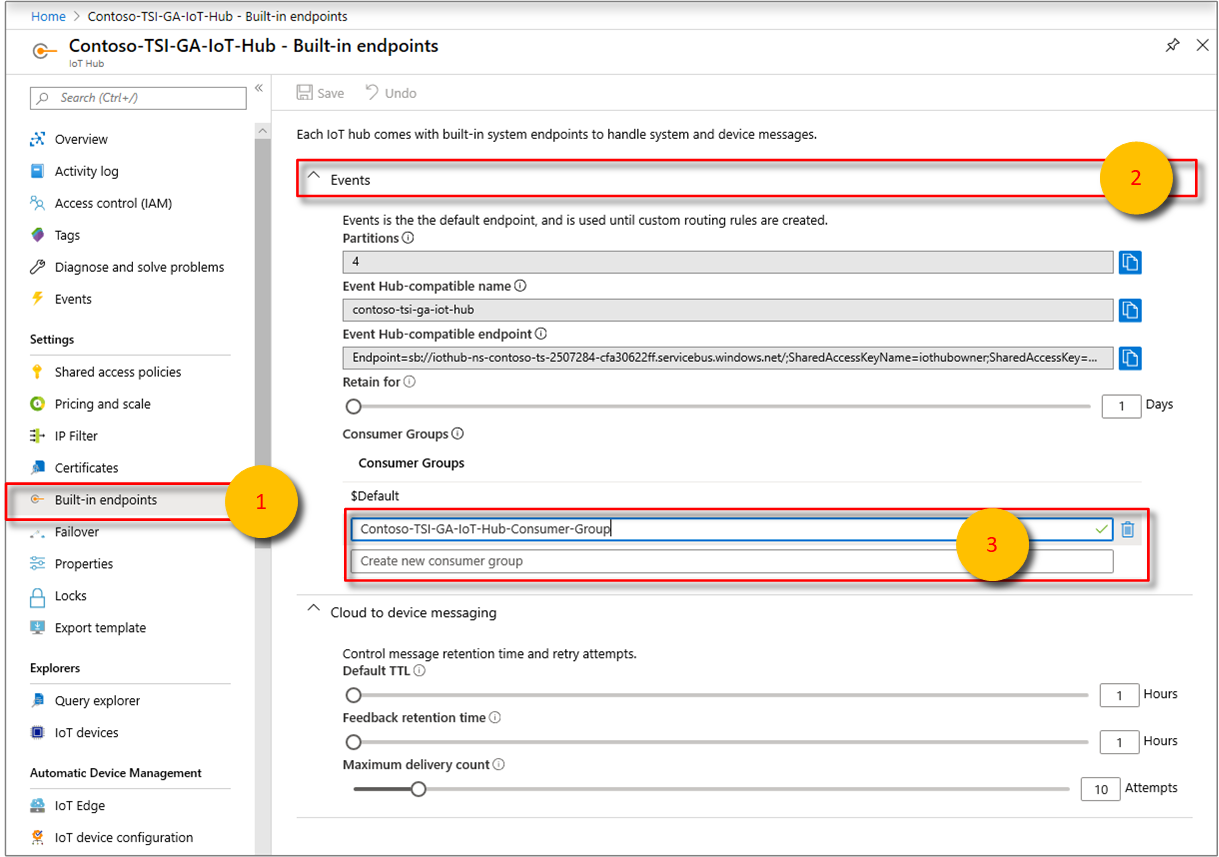 Home > Contoso-TSI-GA-IoT-Hub - Built-in endpoints
Contoso-TSI-GA-IoT-Hub - Built-in endpoints
IoT Hub
Search (Ctrl+/)
Overview
Activity log
Access control (IAM)
Tags
Diagnose and solve problems
Events
Settings
Shared access policies
Pricing and scale
IP Filter
Certificates
Built-in endpoints
1
Failover
Properties
Locks
Export template
Explorers
Query explorer
IoT devices
Automatic Device Management
IoT Edge
IoT device configuration
Save Undo
Each IoT hub comes with built-in system endpoints to handle system and device messages.
Events
2
Events is the the default endpoint, and is used until custom routing rules are created.
Partitions
4
Event Hub-compatible name
contoso-tsi-ga-iot-hub
Event Hub-compatible endpoint
Endpoint=sb://iothub-ns-contoso-ts-2507284-cfa30622ff.servicebus.windows.net/;SharedAccessKeyName=iothubowner;SharedAccessKey=...
Retain for
1 Days
Consumer Groups
Consumer Groups
$Default
Contoso-TSI-GA-IoT-Hub-Consumer-Group
3
Create new consumer group
Cloud to device messaging
Control message retention time and retry attempts.
Default TTL
1 Hours
Feedback retention time
1 Hours
Maximum delivery count
10 Attempts